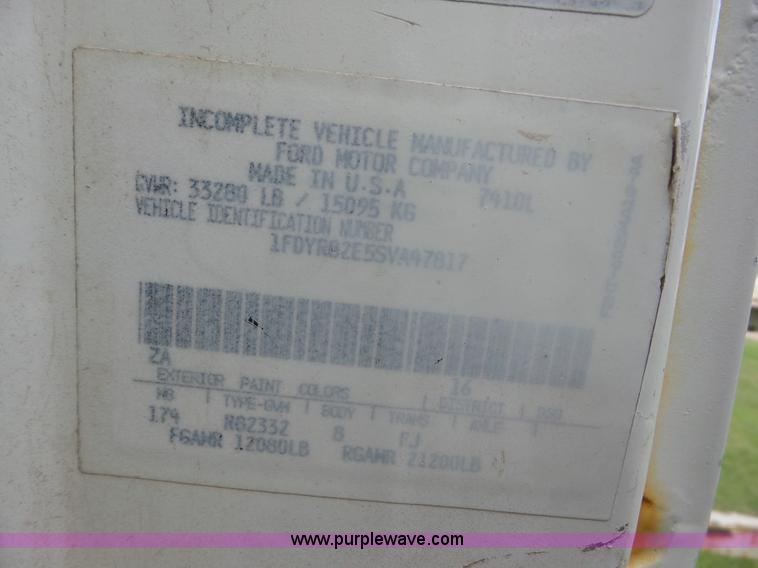 INCOMPLETE VEHICLE MANUFACTURED BY
FORD MOTOR COMPANY
MADE IN U.S.A 7410L
GVWR: 33280 LB / 15095 KG
VEHICLE IDENTIFICATION NUMBER
1FDYR82E5SVA47817
ZA 16
EXTERIOR PAINT COLORS DISTRICT DSO
WB TYPE-GVW BODY TRANS AXLE
174 R82332 B FJ
FGAWR 12080LB RGAWR 21200LB
www.purplewave.com